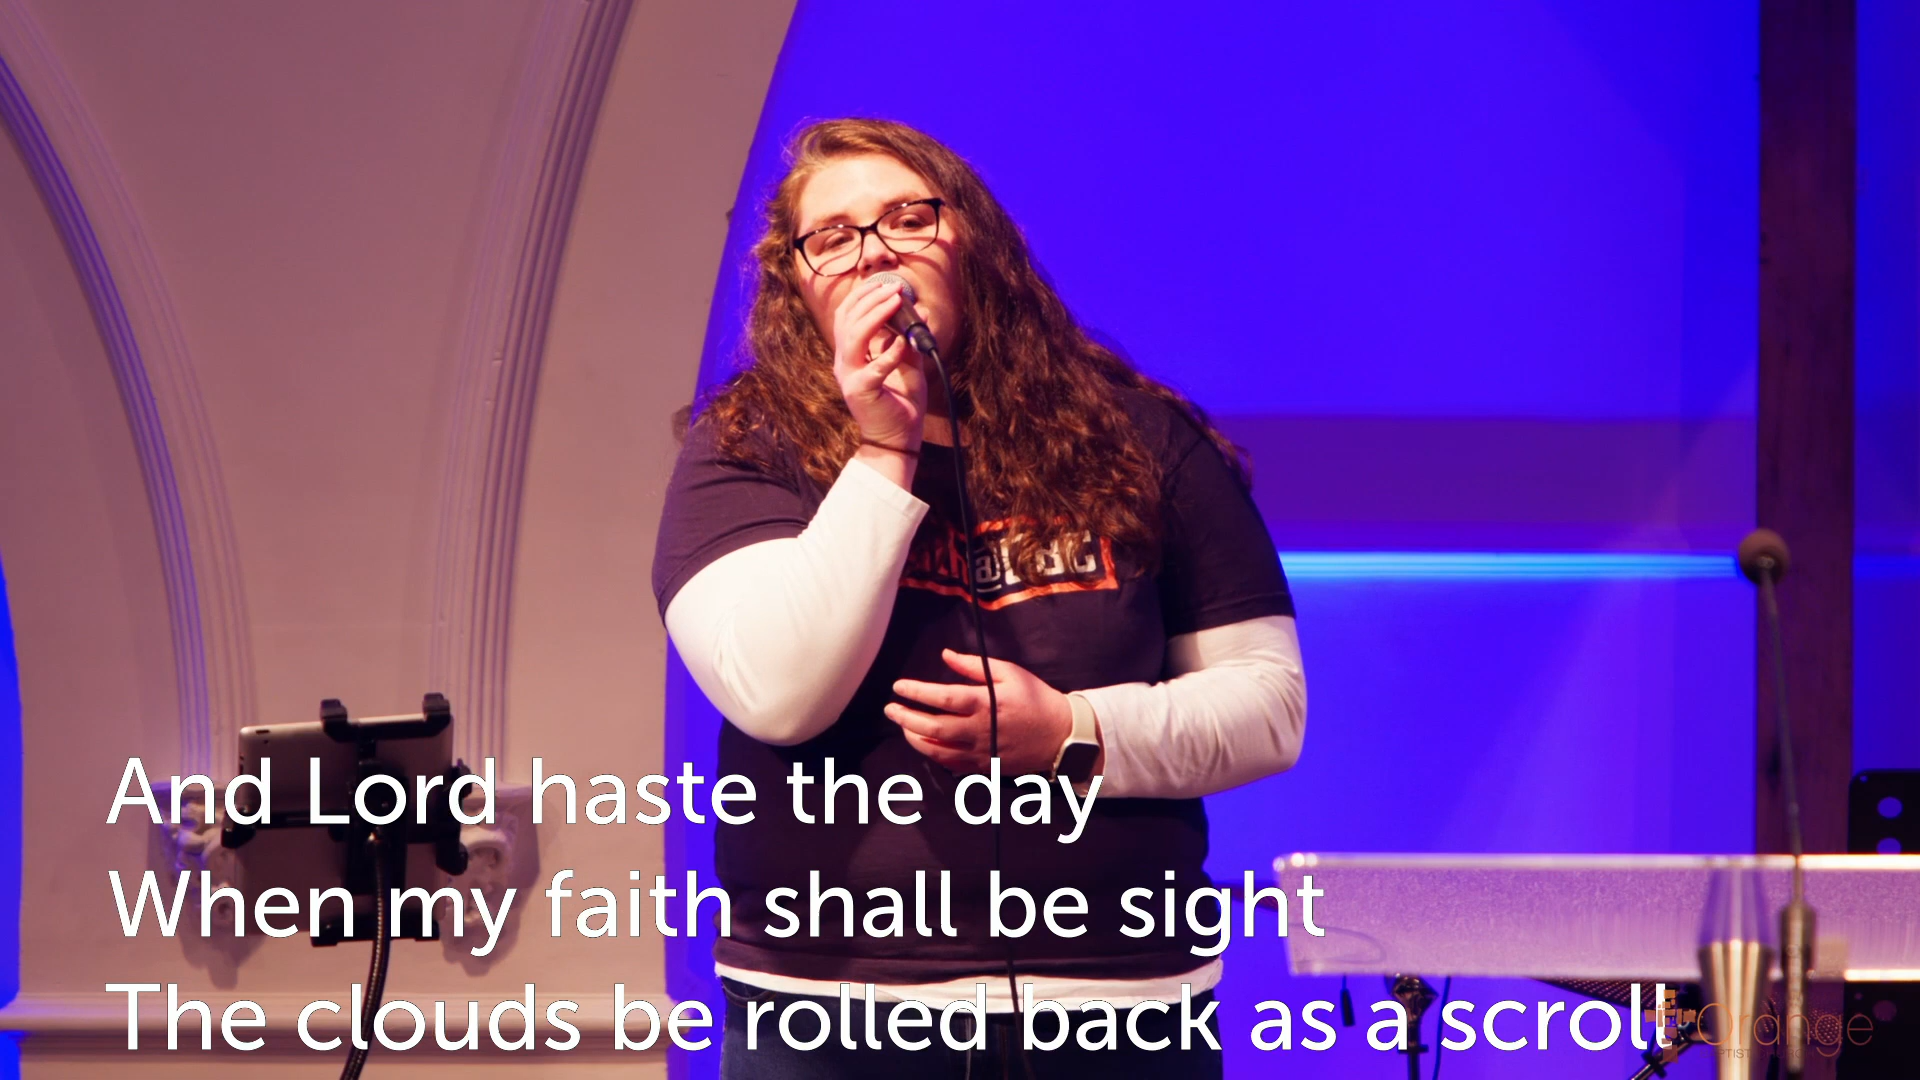 And Lord haste the day
When my faith shall be sight
The clouds be rolled back as a scroll
Orange